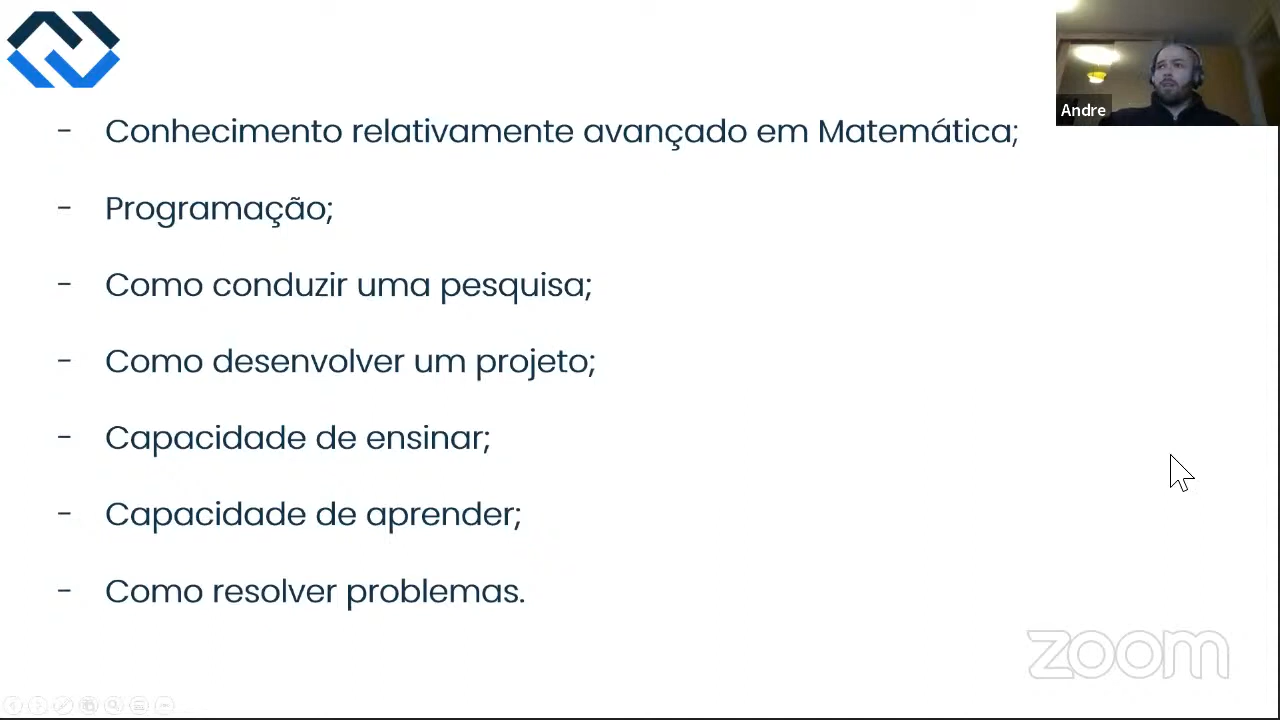 Andre
- Conhecimento relativamente avançado em Matemática;
- Programação;
- Como conduzir uma pesquisa;
- Como desenvolver um projeto;
- Capacidade de ensinar;
- Capacidade de aprender;
- Como resolver problemas.
zoom